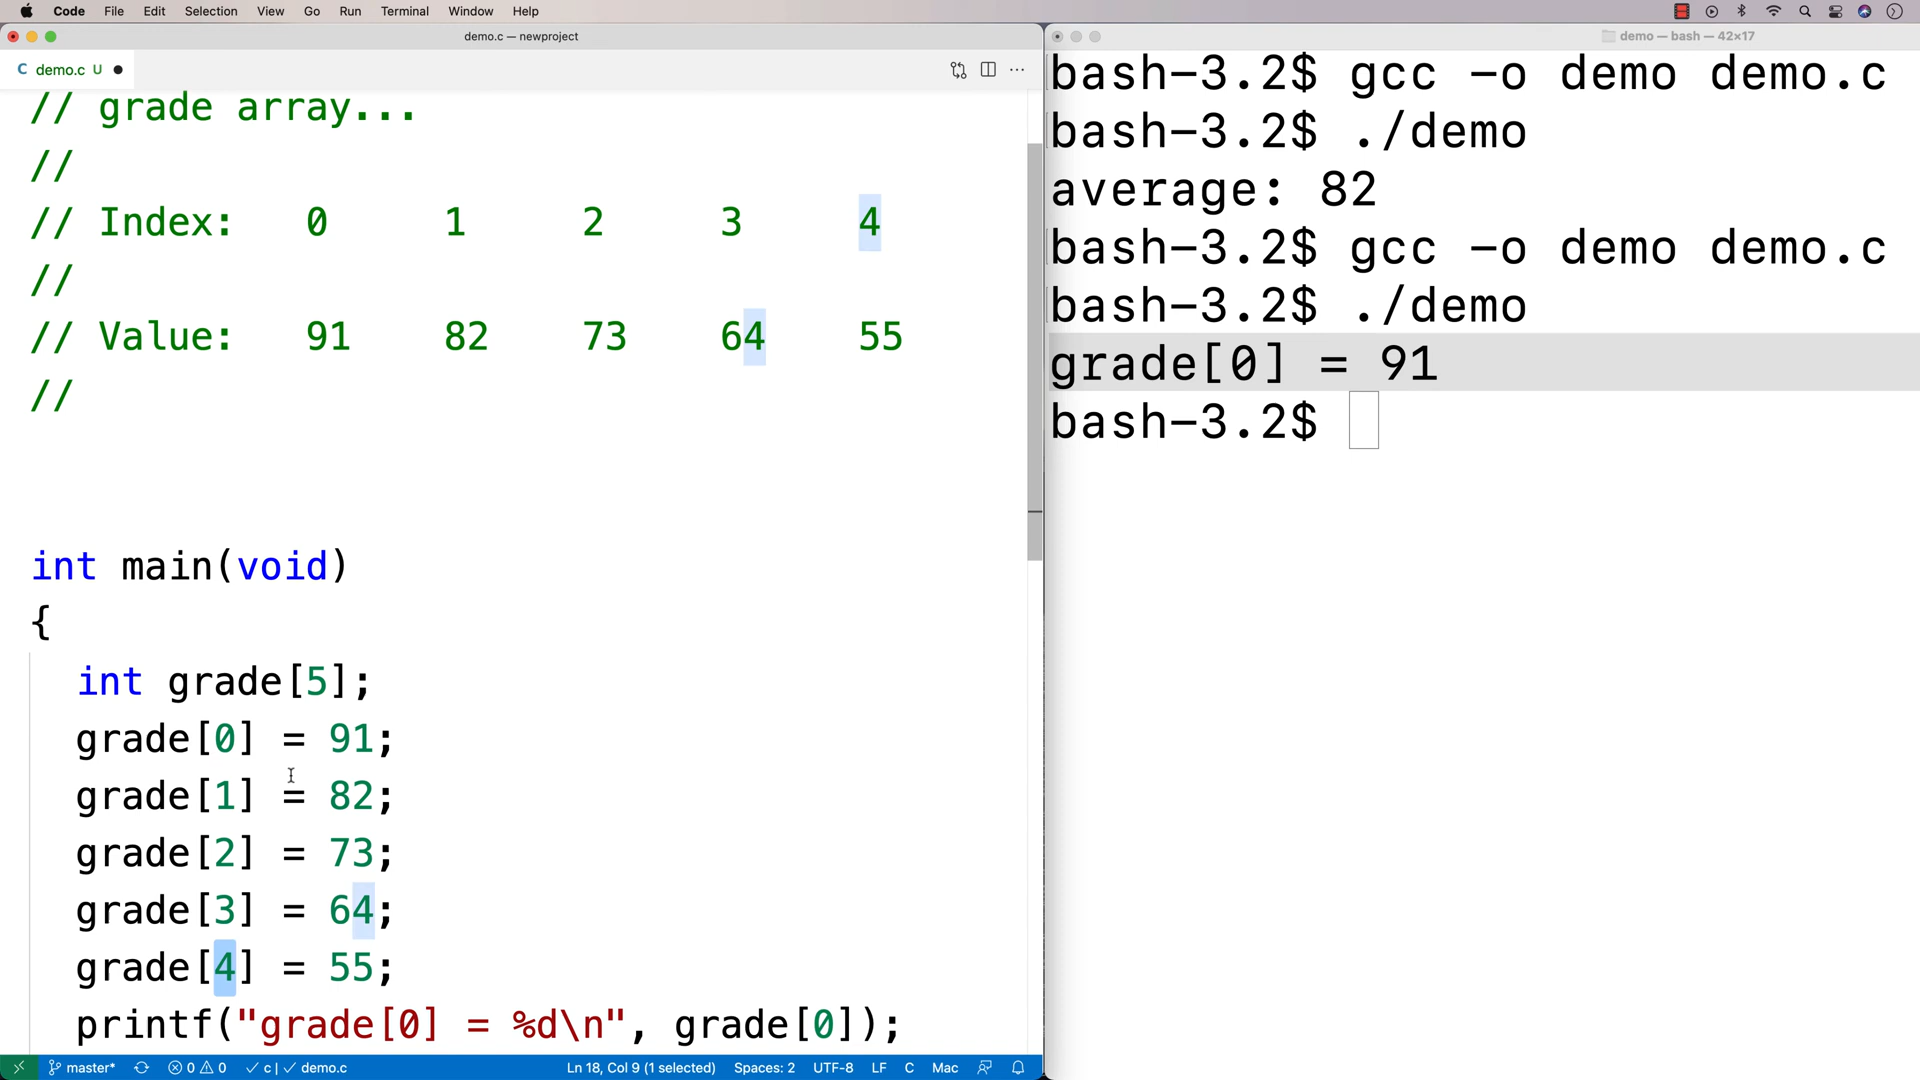 Code File Edit Selection View Go Run Terminal Window Help
demo.c — newproject
C demo.c U
// grade array...
//
// Index: 0 1 2 3 4
//
// Value: 91 82 73 64 55
//
int main(void)
{
int grade[5];
grade[0] = 91;
grade[1] = 82;
grade[2] = 73;
grade[3] = 64;
grade[4] = 55;
printf("grade[0] = %d\n", grade[0]);
master* 0 0 c | demo.c Ln 18, Col 9 (1 selected) Spaces: 2 UTF-8 LF C Mac
demo — bash — 42×17
bash-3.2$ gcc -o demo demo.c
bash-3.2$ ./demo
average: 82
bash-3.2$ gcc -o demo demo.c
bash-3.2$ ./demo
grade[0] = 91
bash-3.2$